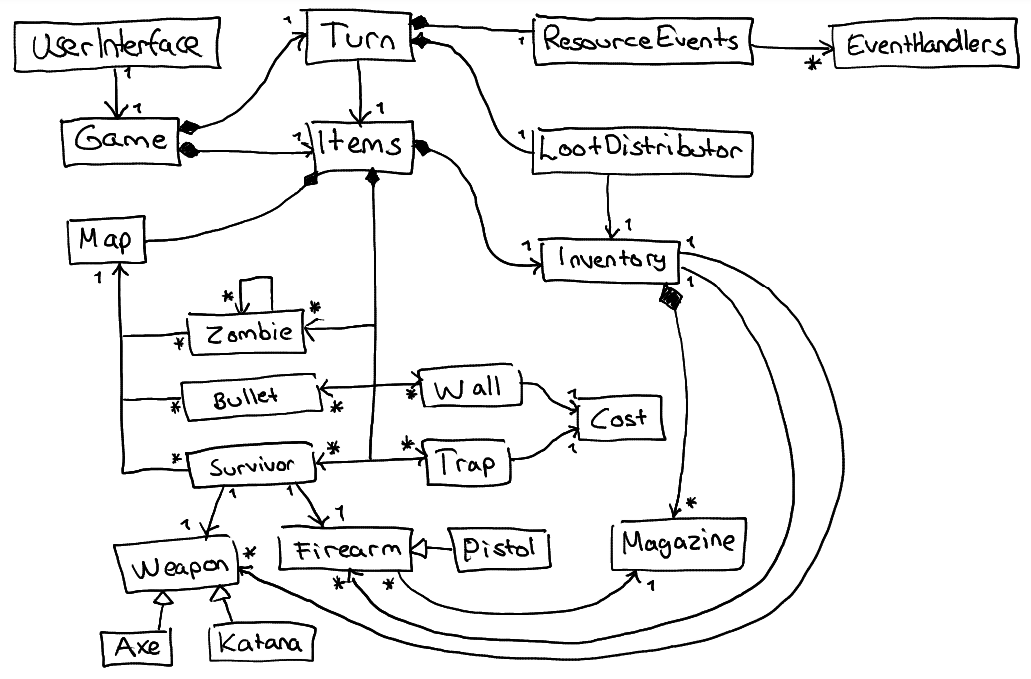 UserInterface
Turn
ResourceEvents
EventHandlers
Game
Items
LootDistributor
Map
Inventory
Zombie
Bullet
Wall
Cost
Survivor
Trap
Weapon
Firearm
Pistol
Magazine
Axe
Katana
1
1
1
*
1
1
1
1
1
1
1
1
1
*
*
*
*
*
*
1
*
*
*
1
1
1
1
1
*
*
*
*
1